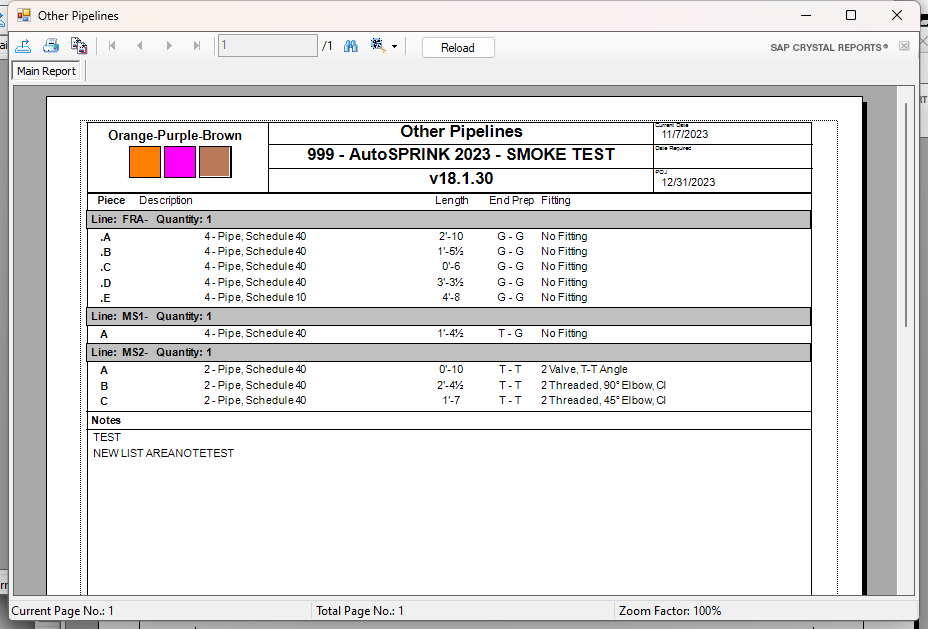 Other Pipelines
1 /1 Reload SAP CRYSTAL REPORTS®
Main Report
Orange-Purple-Brown
Other Pipelines
999 - AutoSPRINK 2023 - SMOKE TEST
v18.1.30
Current Date
11/7/2023
Date Required
POJ
12/31/2023
Piece Description Length End Prep Fitting
Line: FRA- Quantity: 1
.A 4 - Pipe, Schedule 40 2'-10 G - G No Fitting
.B 4 - Pipe, Schedule 40 1'-5½ G - G No Fitting
.C 4 - Pipe, Schedule 40 0'-6 G - G No Fitting
.D 4 - Pipe, Schedule 40 3'-3½ G - G No Fitting
.E 4 - Pipe, Schedule 10 4'-8 G - G No Fitting
Line: MS1- Quantity: 1
A 4 - Pipe, Schedule 40 1'-4½ T - G No Fitting
Line: MS2- Quantity: 1
A 2 - Pipe, Schedule 40 0'-10 T - T 2 Valve, T-T Angle
B 2 - Pipe, Schedule 40 2'-4½ T - T 2 Threaded, 90° Elbow, CI
C 2 - Pipe, Schedule 40 1'-7 T - T 2 Threaded, 45° Elbow, CI
Notes
TEST
NEW LIST AREANOTETEST
Current Page No.: 1 Total Page No.: 1 Zoom Factor: 100%